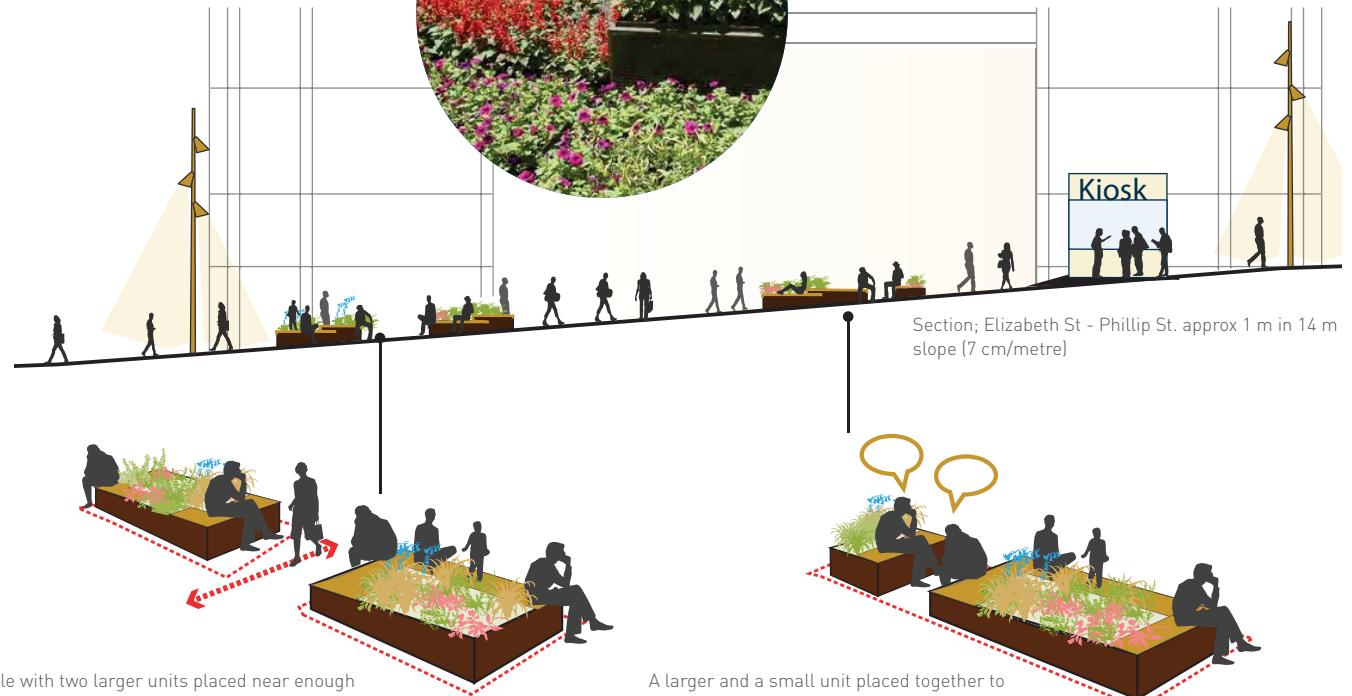 Kiosk
Section; Elizabeth St - Phillip St. approx 1 m in 14 m
slope (7 cm/metre)
with two larger units placed near enough
A larger and a small unit placed together to